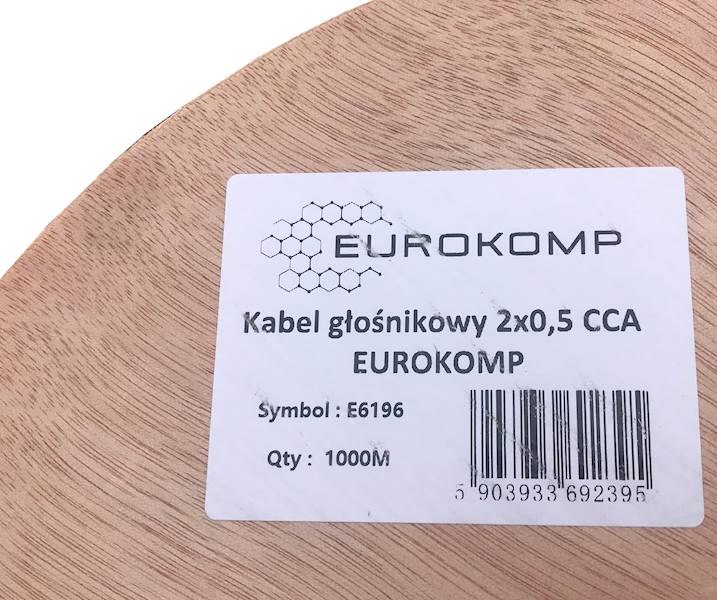 EUROKOMP
Kabel głośnikowy 2x0,5 CCA
EUROKOMP
Symbol : E6196
Qty : 1000M
5 903933 692395